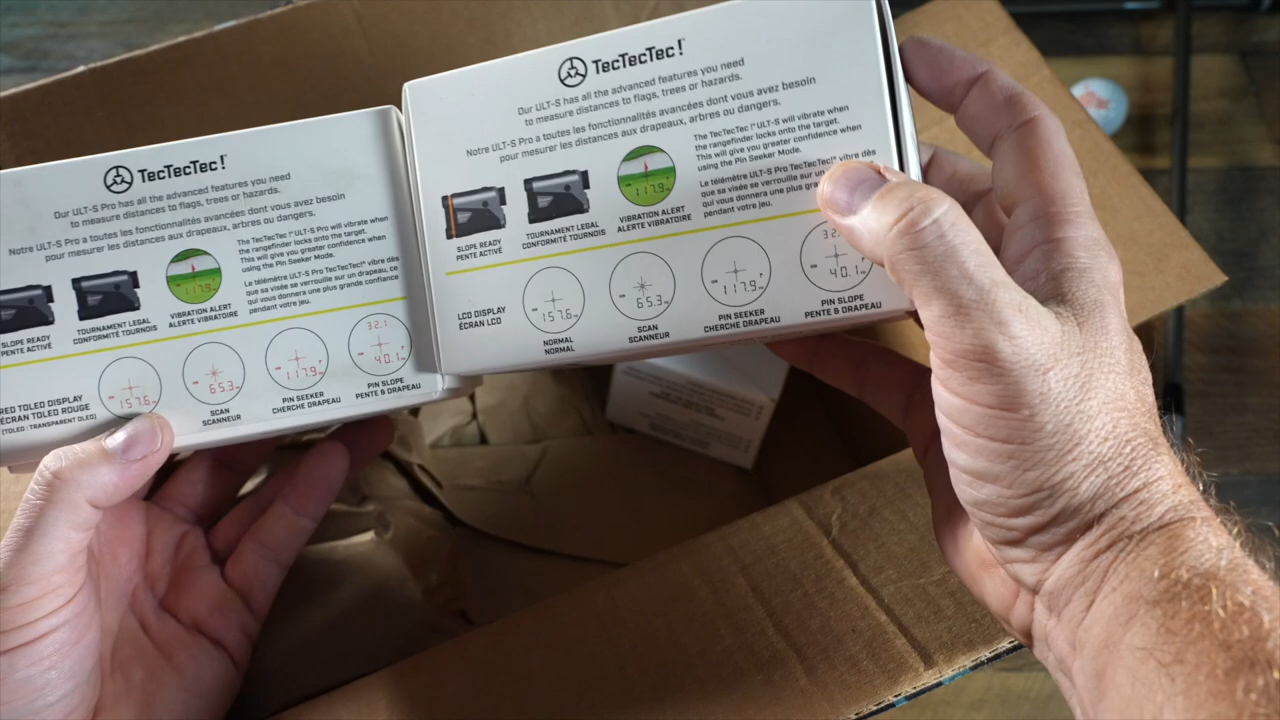 TecTecTec!
Our ULT-S Pro has all the advanced features you need
to measure distances to flags, trees or hazards.
Notre ULT-S Pro a toutes les fonctionnalités avancées dont vous avez besoin
pour mesurer les distances aux drapeaux, arbres ou dangers.
The TecTecTec! ULT-S Pro will vibrate when
the rangefinder locks onto the target.
This will give you greater confidence when
using the Pin Seeker Mode.
Le télémètre ULT-S Pro TecTecTec!® vibre dès
que sa visée se verrouille sur un drapeau, ce
qui vous donnera une plus grande confiance
pendant votre jeu.
SLOPE READY
PENTE ACTIVE
TOURNAMENT LEGAL
CONFORMITÉ TOURNOIS
117.9
VIBRATION ALERT
ALERTE VIBRATOIRE
RED TOLED DISPLAY
ÉCRAN TOLED ROUGE
(TOLED : TRANSPARENT OLED)
157.6
65.3
SCAN
SCANNEUR
117.9
PIN SEEKER
CHERCHE DRAPEAU
32.1
40.1
PIN SLOPE
PENTE & DRAPEAU
TecTecTec!
Our ULT-S has all the advanced features you need
to measure distances to flags, trees or hazards.
Notre ULT-S Pro a toutes les fonctionnalités avancées dont vous avez besoin
pour mesurer les distances aux drapeaux, arbres ou dangers.
The TecTecTec! ULT-S will vibrate when
the rangefinder locks onto the target.
This will give you greater confidence when
using the Pin Seeker Mode.
Le télémètre ULT-S Pro TecTecTec!® vibre dès
que sa visée se verrouille sur un
qui vous donnera une plus
pendant votre jeu.
SLOPE READY
PENTE ACTIVE
TOURNAMENT LEGAL
CONFORMITÉ TOURNOIS
117.9
VIBRATION ALERT
ALERTE VIBRATOIRE
LCD DISPLAY
ÉCRAN LCD
157.6
NORMAL
NORMAL
65.3
SCAN
SCANNEUR
117.9
PIN SEEKER
CHERCHE DRAPEAU
40.1
PIN SLOPE
PENTE & DRAPEAU